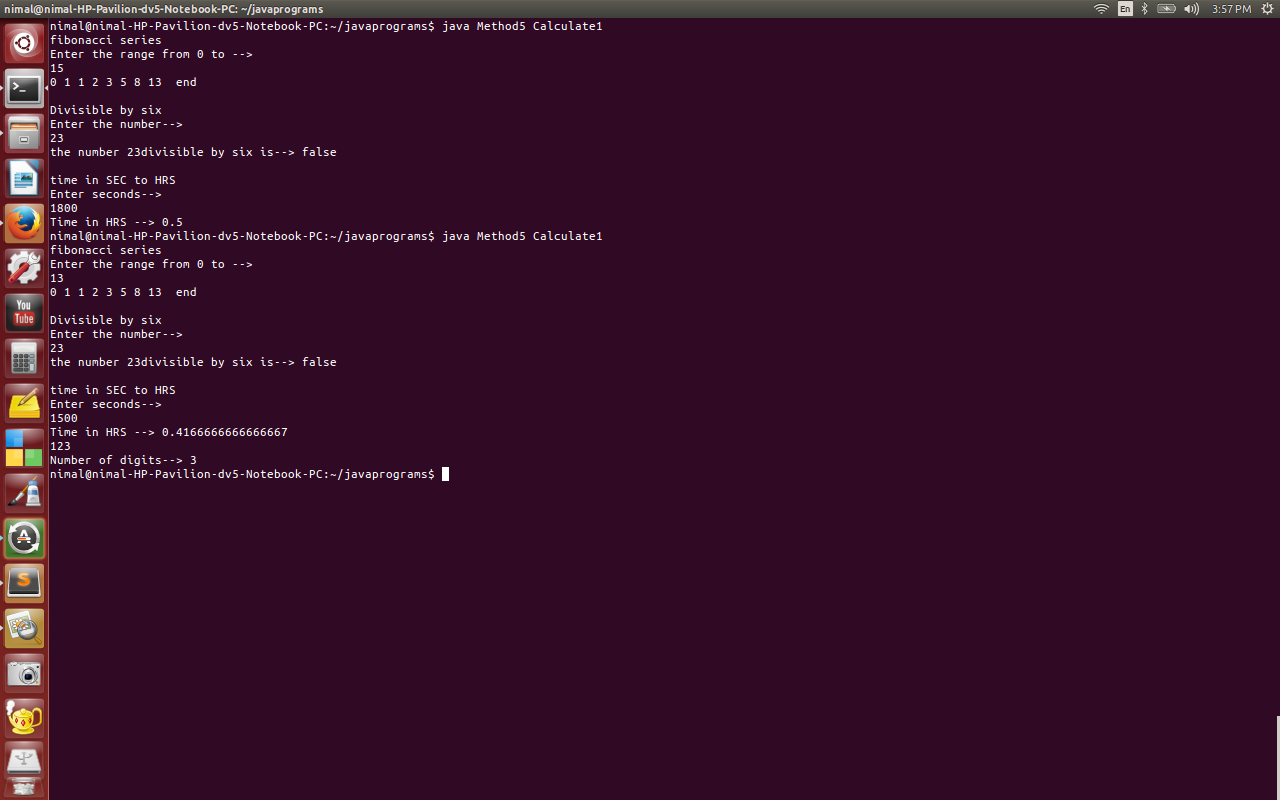 nimal@nimal-HP-Pavilion-dv5-Notebook-PC: ~/javaprograms
En
3:57 PM
nimal@nimal-HP-Pavilion-dv5-Notebook-PC:~/javaprograms$ java Method5 Calculate1
fibonacci series
Enter the range from 0 to -->
15
0 1 1 2 3 5 8 13  end

Divisible by six
Enter the number-->
23
the number 23divisible by six is--> false

time in SEC to HRS
Enter seconds-->
1800
Time in HRS --> 0.5
nimal@nimal-HP-Pavilion-dv5-Notebook-PC:~/javaprograms$ java Method5 Calculate1
fibonacci series
Enter the range from 0 to -->
13
0 1 1 2 3 5 8 13  end

Divisible by six
Enter the number-->
23
the number 23divisible by six is--> false

time in SEC to HRS
Enter seconds-->
1500
Time in HRS --> 0.4166666666666667
123
Number of digits--> 3
nimal@nimal-HP-Pavilion-dv5-Notebook-PC:~/javaprograms$
>_
You
Tube
A
S